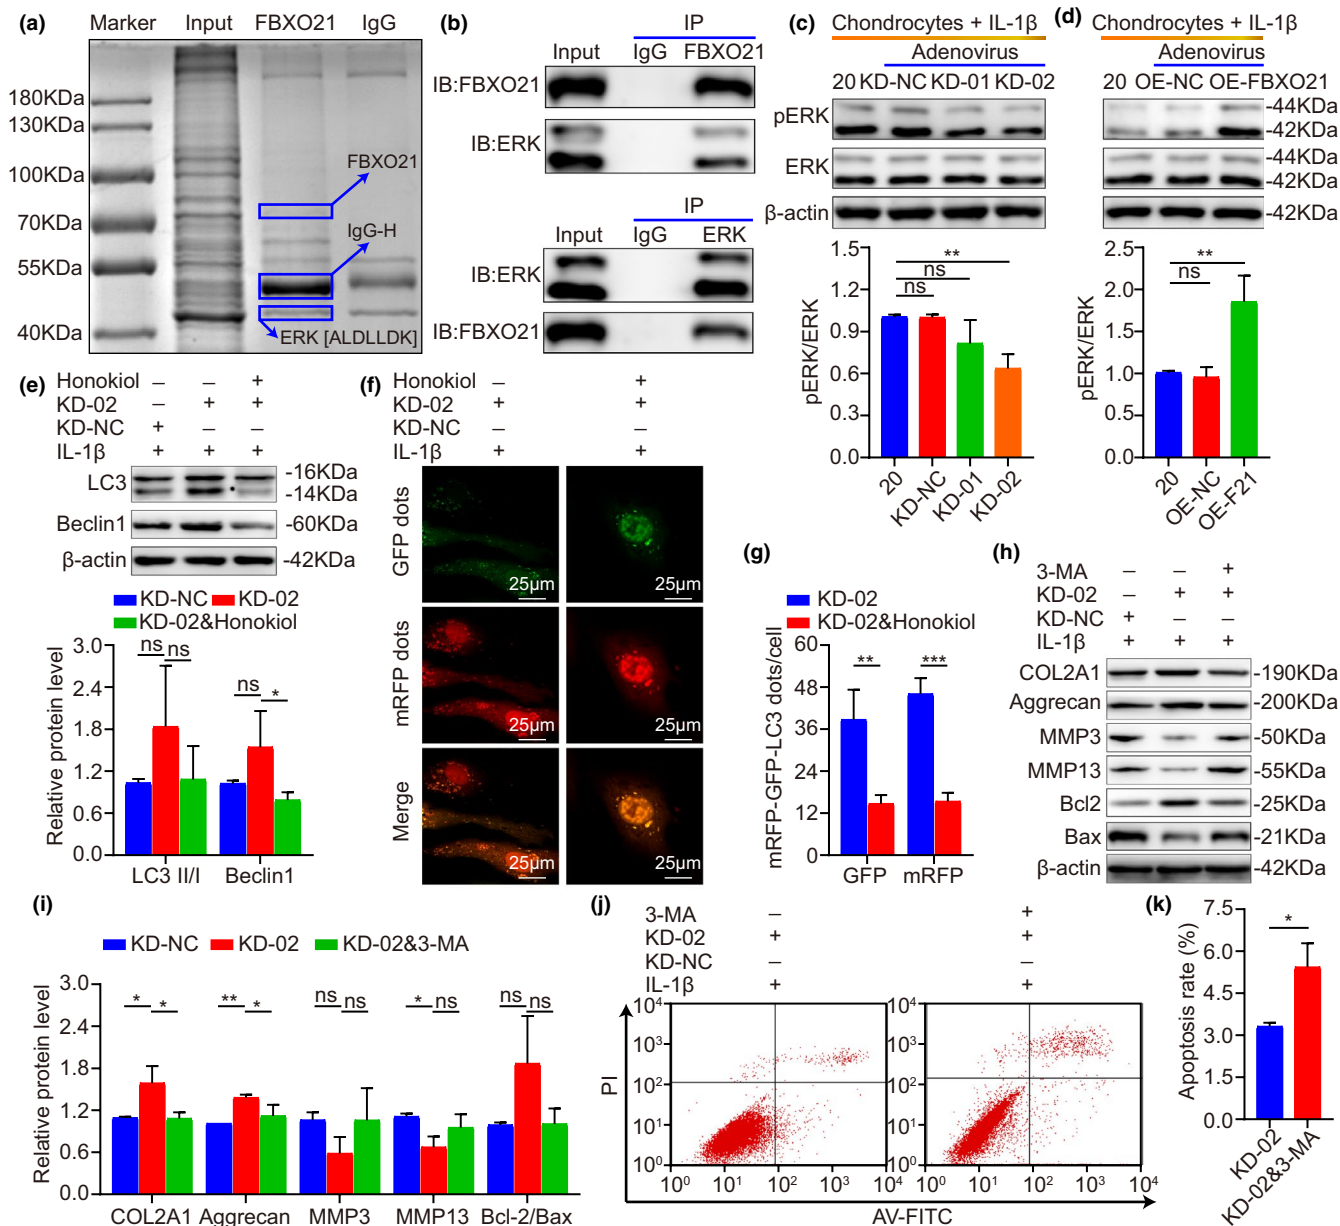 (a)
Marker Input FBXO21 IgG
180KDa
130KDa
100KDa
70KDa
55KDa
40KDa
FBXO21
IgG-H
ERK [ALDLLDK]
(b)
IP
Input IgG FBXO21
IB:FBXO21
IB:ERK
IP
Input IgG ERK
IB:ERK
IB:FBXO21
(c)
Chondrocytes + IL-1β
Adenovirus
20 KD-NC KD-01 KD-02
pERK
ERK
β-actin
pERK/ERK
1.5
1.2
0.9
0.6
0.3
0.0
**
ns
ns
20 KD-NC KD-01 KD-02
(d)
Chondrocytes + IL-1β
Adenovirus
20 OE-NC OE-FBXO21
-44KDa
-42KDa
-44KDa
-42KDa
-42KDa
pERK/ERK
2.5
2.0
1.5
1.0
0.5
0.0
**
ns
20 OE-NC OE-F21
(e)
Honokiol − − +
KD-02 − + +
KD-NC + − −
IL-1β + + +
LC3 -16KDa
-14KDa
Beclin1 -60KDa
β-actin -42KDa
KD-NC KD-02
KD-02&Honokiol
Relative protein level
3.0
2.4
1.8
1.2
0.6
0.0
ns ns
ns *
LC3 II/I Beclin1
(f)
Honokiol − +
KD-02 + +
KD-NC − −
IL-1β + +
GFP dots
25μm 25μm
mRFP dots
25μm 25μm
Merge
25μm 25μm
(g)
KD-02
KD-02&Honokiol
mRFP-GFP-LC3 dots/cell
60
48
36
24
12
0
** ***
GFP mRFP
(h)
3-MA − − +
KD-02 − + +
KD-NC + − −
IL-1β + + +
COL2A1 -190KDa
Aggrecan -200KDa
MMP3 -50KDa
MMP13 -55KDa
Bcl2 -25KDa
Bax -21KDa
β-actin -42KDa
(i)
KD-NC KD-02 KD-02&3-MA
Relative protein level
3.0
2.4
1.8
1.2
0.6
0.0
* * ** * ns ns * ns ns ns
COL2A1 Aggrecan MMP3 MMP13 Bcl-2/Bax
(j)
3-MA − +
KD-02 + +
KD-NC − −
IL-1β + +
PI
10⁴ 10⁴
10³ 10³
10² 10²
10¹ 10¹
10⁰ 10⁰
10⁰ 10¹ 10² 10³ 10⁴ 10⁰ 10¹ 10² 10³ 10⁴
AV-FITC
(k)
Apoptosis rate (%)
7.5
6.0
4.5
3.0
1.5
0.0
*
KD-02 KD-02&3-MA